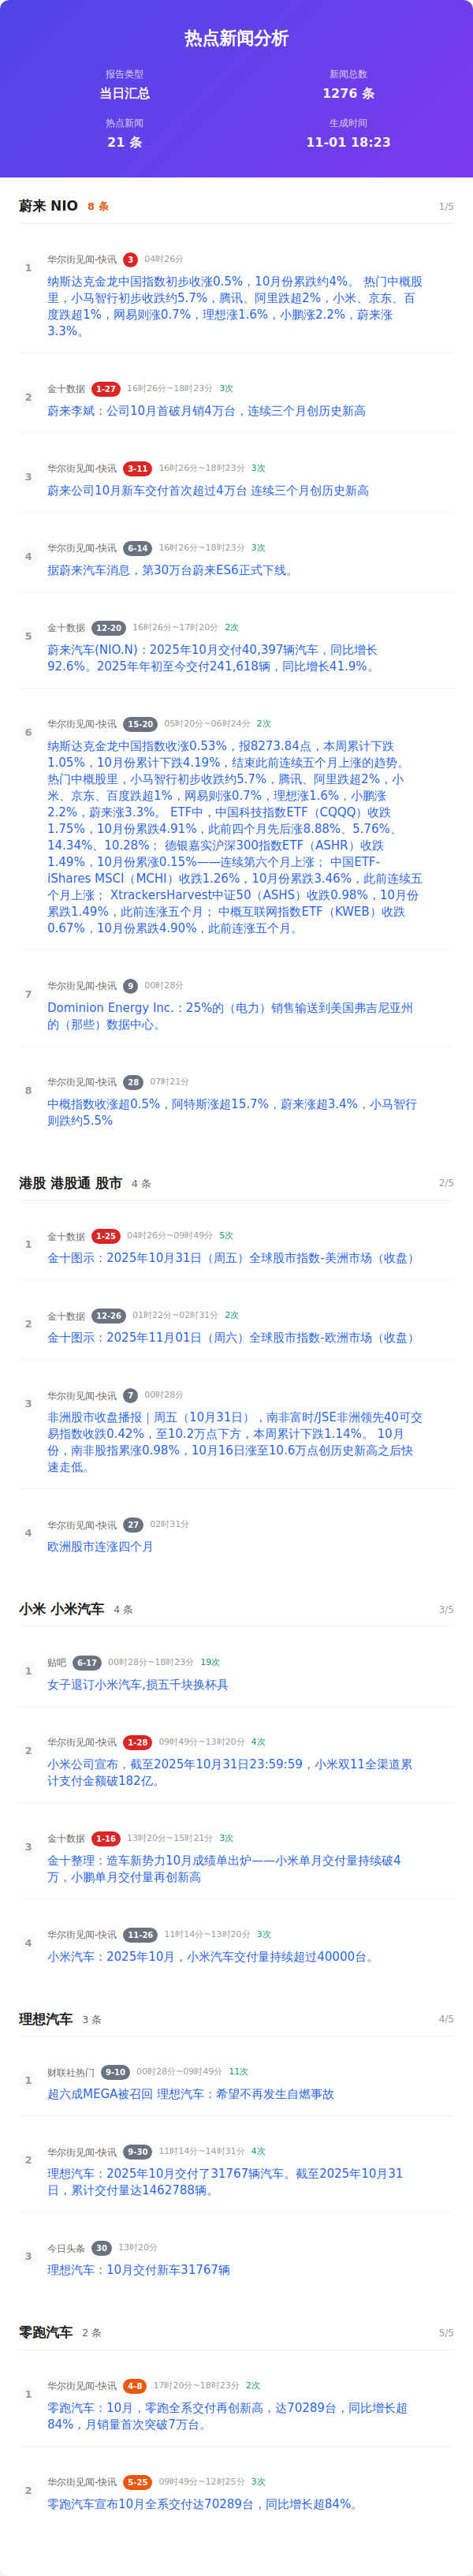 热点新闻分析
报告类型
新闻总数
当日汇总
1276 条
热点新闻
生成时间
21 条
11-01 18:23
蔚来 NIO 8 条 1/5
1
华尔街见闻-快讯 3 04时26分
纳斯达克金龙中国指数初步收涨0.5%，10月份累跌约4%。 热门中概股
里，小马智行初步收跌约5.7%，腾讯、阿里跌超2%，小米、京东、百
度跌超1%，网易则涨0.7%，理想涨1.6%，小鹏涨2.2%，蔚来涨
3.3%。
2
金十数据 1-27 16时26分~18时23分 3次
蔚来李斌：公司10月首破月销4万台，连续三个月创历史新高
3
华尔街见闻-快讯 3-11 16时26分~18时23分 3次
蔚来公司10月新车交付首次超过4万台 连续三个月创历史新高
4
华尔街见闻-快讯 6-14 16时26分~18时23分 3次
据蔚来汽车消息，第30万台蔚来ES6正式下线。
5
金十数据 12-20 16时26分~17时20分 2次
蔚来汽车(NIO.N)：2025年10月交付40,397辆汽车，同比增长
92.6%。2025年年初至今交付241,618辆，同比增长41.9%。
6
华尔街见闻-快讯 15-20 05时20分~06时24分 2次
纳斯达克金龙中国指数收涨0.53%，报8273.84点，本周累计下跌
1.05%，10月份累计下跌4.19%，结束此前连续五个月上涨的趋势。
热门中概股里，小马智行初步收跌约5.7%，腾讯、阿里跌超2%，小
米、京东、百度跌超1%，网易则涨0.7%，理想涨1.6%，小鹏涨
2.2%，蔚来涨3.3%。 ETF中，中国科技指数ETF（CQQQ）收跌
1.75%，10月份累跌4.91%，此前四个月先后涨8.88%、5.76%、
14.34%、10.28%； 德银嘉实沪深300指数ETF（ASHR）收跌
1.49%，10月份累涨0.15%——连续第六个月上涨； 中国ETF-
iShares MSCI（MCHI）收跌1.26%，10月份累跌3.46%，此前连续五
个月上涨； XtrackersHarvest中证50（ASHS）收跌0.98%，10月份
累跌1.49%，此前连涨五个月； 中概互联网指数ETF（KWEB）收跌
0.67%，10月份累跌4.90%，此前连涨五个月。
7
华尔街见闻-快讯 9 00时28分
Dominion Energy Inc.：25%的（电力）销售输送到美国弗吉尼亚州
的（那些）数据中心。
8
华尔街见闻-快讯 28 07时21分
中概指数收涨超0.5%，阿特斯涨超15.7%，蔚来涨超3.4%，小马智行
则跌约5.5%
港股 港股通 股市 4 条 2/5
1
金十数据 1-25 04时26分~09时49分 5次
金十图示：2025年10月31日（周五）全球股市指数-美洲市场（收盘）
2
金十数据 12-26 01时22分~02时31分 2次
金十图示：2025年11月01日（周六）全球股市指数-欧洲市场（收盘）
3
华尔街见闻-快讯 7 00时28分
非洲股市收盘播报｜周五（10月31日），南非富时/JSE非洲领先40可交
易指数收跌0.42%，至10.2万点下方，本周累计下跌1.14%。 10月
份，南非股指累涨0.98%，10月16日涨至10.6万点创历史新高之后快
速走低。
4
华尔街见闻-快讯 27 02时31分
欧洲股市连涨四个月
小米 小米汽车 4 条 3/5
1
贴吧 6-17 00时28分~18时23分 19次
女子退订小米汽车,损五千块换杯具
2
华尔街见闻-快讯 1-28 09时49分~13时20分 4次
小米公司宣布，截至2025年10月31日23:59:59，小米双11全渠道累
计支付金额破182亿。
3
金十数据 1-16 13时20分~15时21分 3次
金十整理：造车新势力10月成绩单出炉——小米单月交付量持续破4
万，小鹏单月交付量再创新高
4
华尔街见闻-快讯 11-26 11时14分~13时20分 3次
小米汽车：2025年10月，小米汽车交付量持续超过40000台。
理想汽车 3 条 4/5
1
财联社热门 9-10 00时28分~09时49分 11次
超六成MEGA被召回 理想汽车：希望不再发生自燃事故
2
华尔街见闻-快讯 9-30 11时14分~14时31分 4次
理想汽车：2025年10月交付了31767辆汽车。截至2025年10月31
日，累计交付量达1462788辆。
3
今日头条 30 13时20分
理想汽车：10月交付新车31767辆
零跑汽车 2 条 5/5
1
华尔街见闻-快讯 4-8 17时20分~18时23分 2次
零跑汽车：10月，零跑全系交付再创新高，达70289台，同比增长超
84%，月销量首次突破7万台。
2
华尔街见闻-快讯 5-25 09时49分~12时25分 3次
零跑汽车宣布10月全系交付达70289台，同比增长超84%。